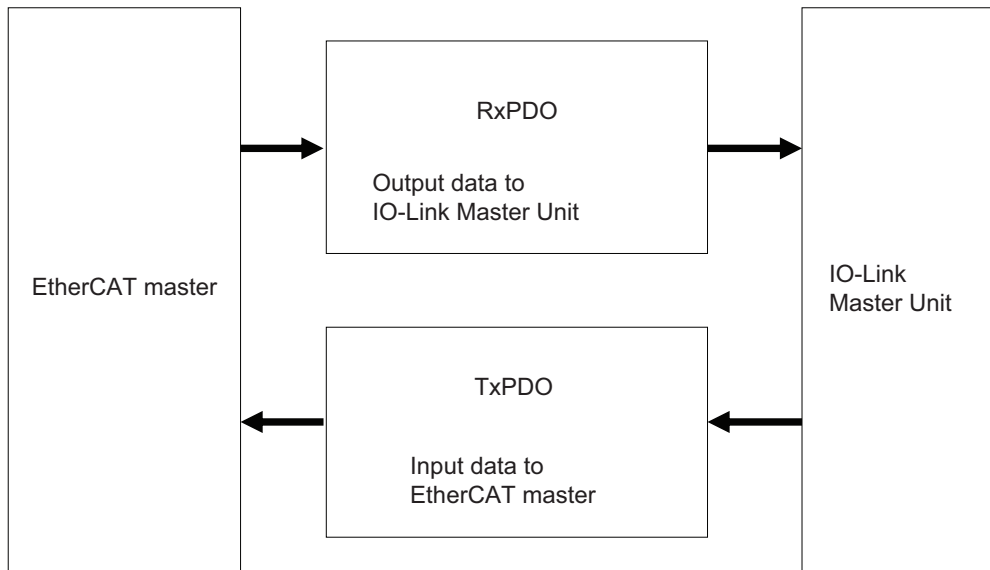 RxPDO
Output data to
IO-Link Master Unit
EtherCAT master
IO-Link
Master Unit
TxPDO
Input data to
EtherCAT master